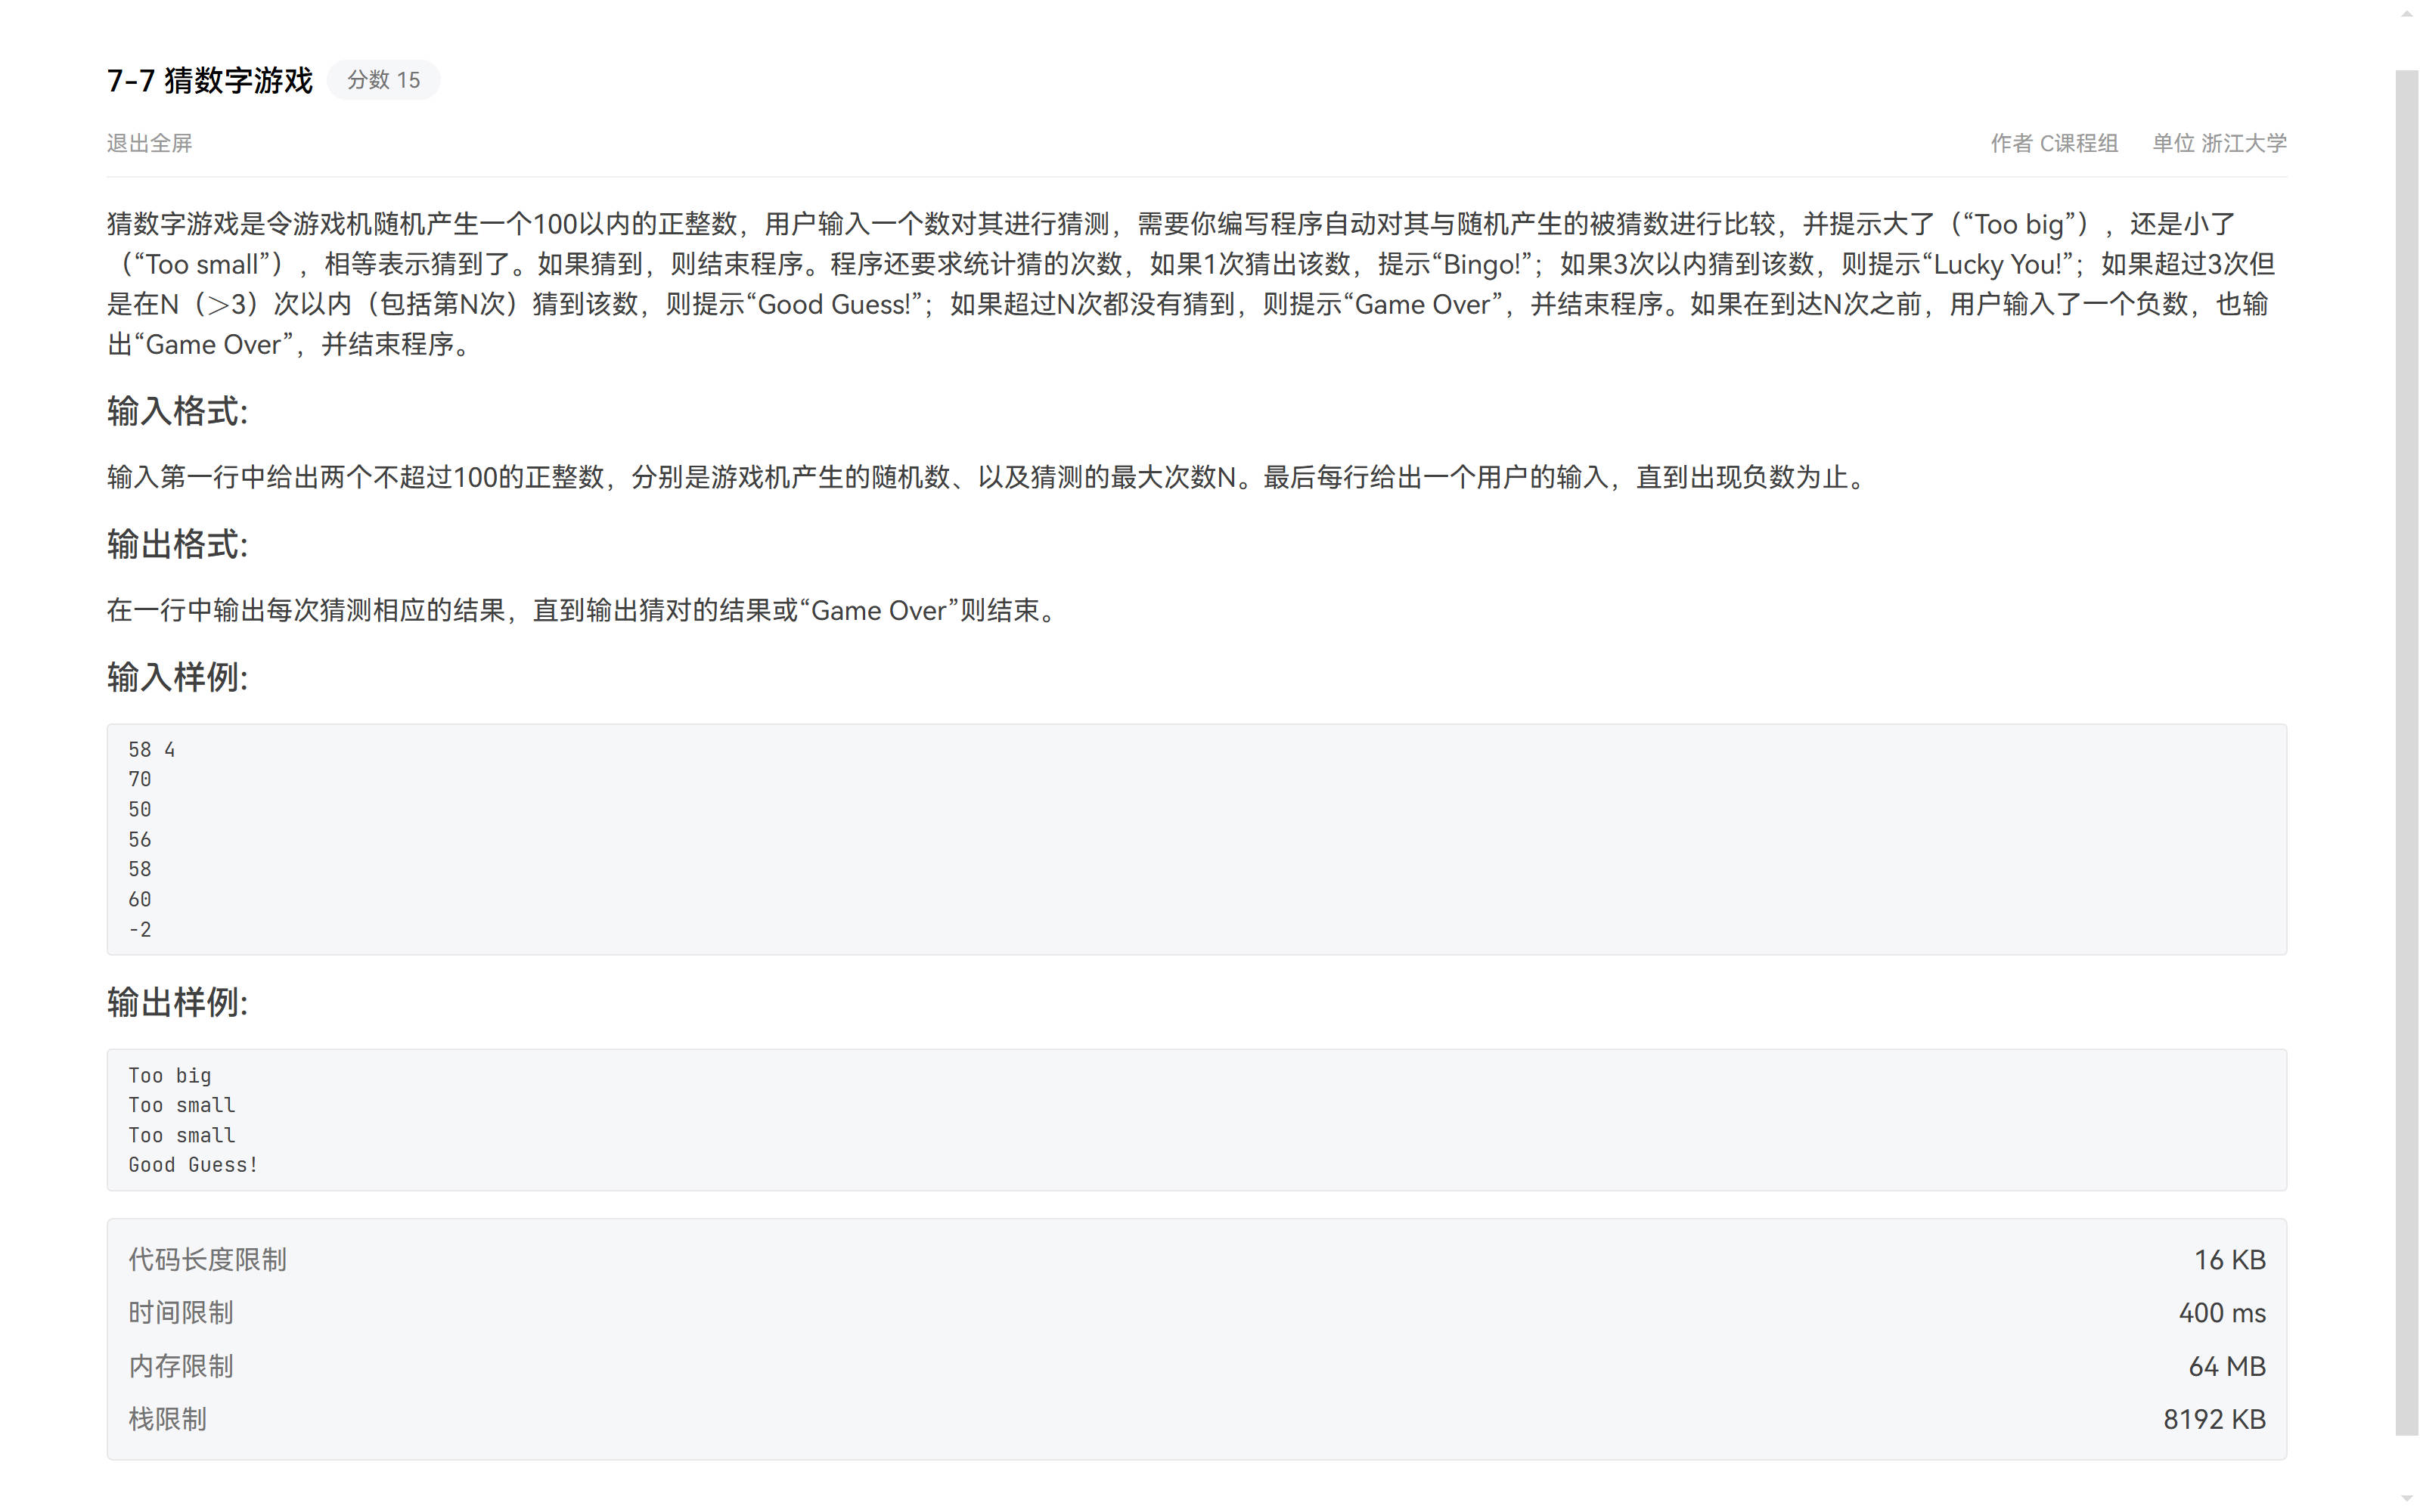 7-7 猜数字游戏 分数 15
退出全屏 作者 C课程组 单位 浙江大学
猜数字游戏是令游戏机随机产生一个100以内的正整数，用户输入一个数对其进行猜测，需要你编写程序自动对其与随机产生的被猜数进行比较，并提示大了（“Too big”），还是小了
（“Too small”），相等表示猜到了。如果猜到，则结束程序。程序还要求统计猜的次数，如果1次猜出该数，提示“Bingo!”；如果3次以内猜到该数，则提示“Lucky You!”；如果超过3次但
是在N（>3）次以内（包括第N次）猜到该数，则提示“Good Guess!”；如果超过N次都没有猜到，则提示“Game Over”，并结束程序。如果在到达N次之前，用户输入了一个负数，也输
出“Game Over”，并结束程序。
输入格式:
输入第一行中给出两个不超过100的正整数，分别是游戏机产生的随机数、以及猜测的最大次数N。最后每行给出一个用户的输入，直到出现负数为止。
输出格式:
在一行中输出每次猜测相应的结果，直到输出猜对的结果或“Game Over”则结束。
输入样例:
58 4
70
50
56
58
60
-2
输出样例:
Too big
Too small
Too small
Good Guess!
代码长度限制 16 KB
时间限制 400 ms
内存限制 64 MB
栈限制 8192 KB